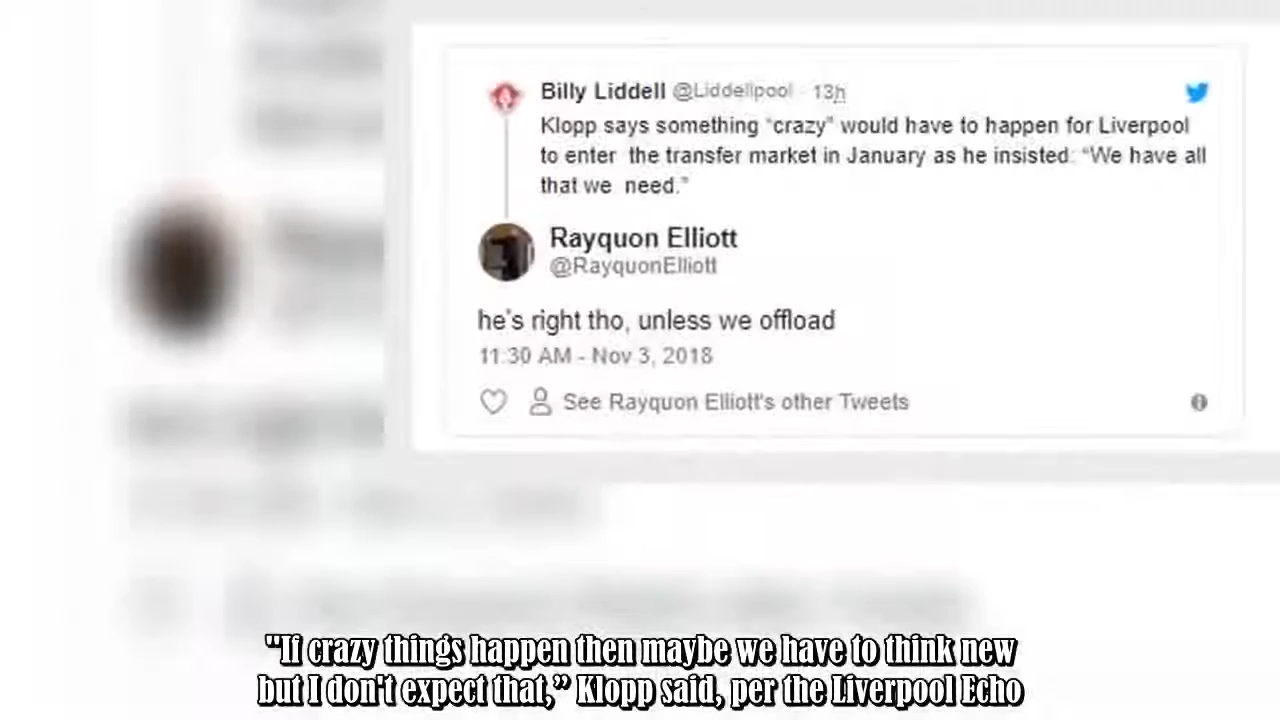 Billy Liddell @Liddellpool · 13h
Klopp says something “crazy” would have to happen for Liverpool
to enter the transfer market in January as he insisted: “We have all
that we need.”
Rayquon Elliott
@RayquonElliott
he's right tho, unless we offload
11:30 AM - Nov 3, 2018
See Rayquon Elliott's other Tweets
"If crazy things happen then maybe we have to think new
but I don't expect that,” Klopp said, per the Liverpool Echo